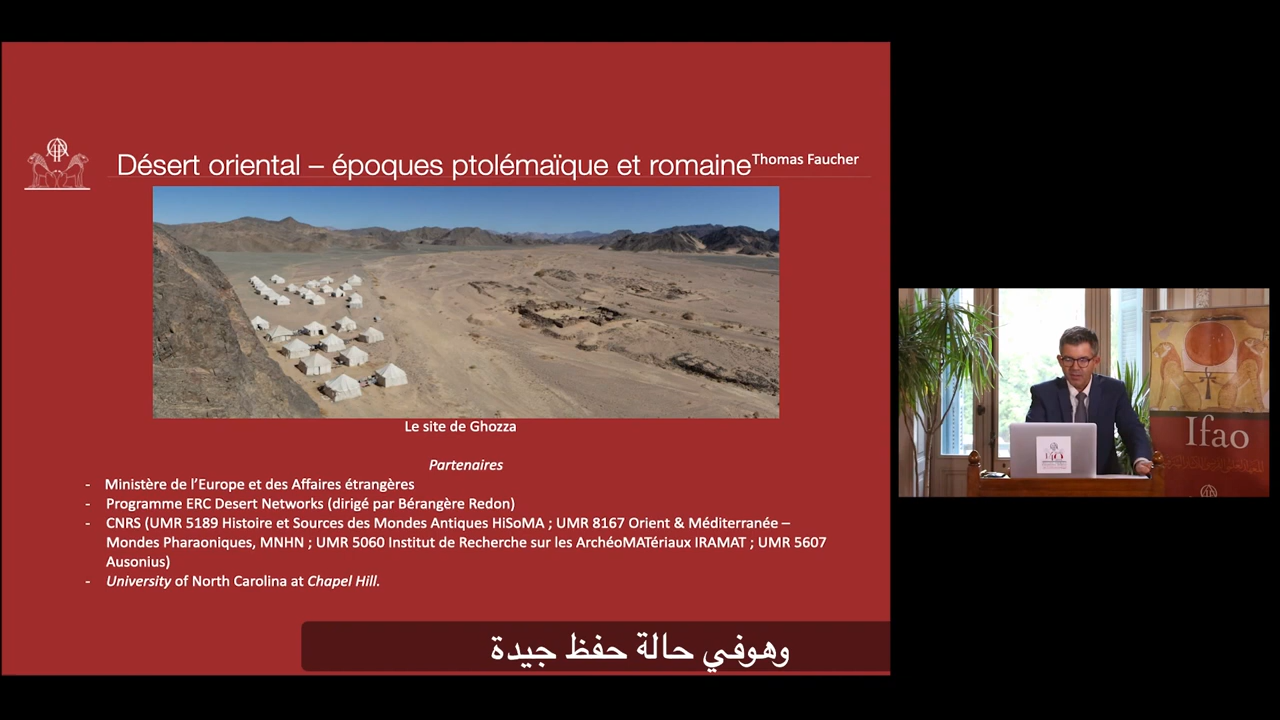 Désert oriental – époques ptolémaïque et romaine
Thomas Faucher
Le site de Ghozza
Partenaires
- Ministère de l’Europe et des Affaires étrangères
- Programme ERC Desert Networks (dirigé par Bérangère Redon)
- CNRS (UMR 5189 Histoire et Sources des Mondes Antiques HiSoMA ; UMR 8167 Orient & Méditerranée –
Mondes Pharaoniques, MNHN ; UMR 5060 Institut de Recherche sur les ArchéoMATériaux IRAMAT ; UMR 5607
Ausonius)
- University of North Carolina at Chapel Hill.
وهوفي حالة حفظ جيدة
Ifao